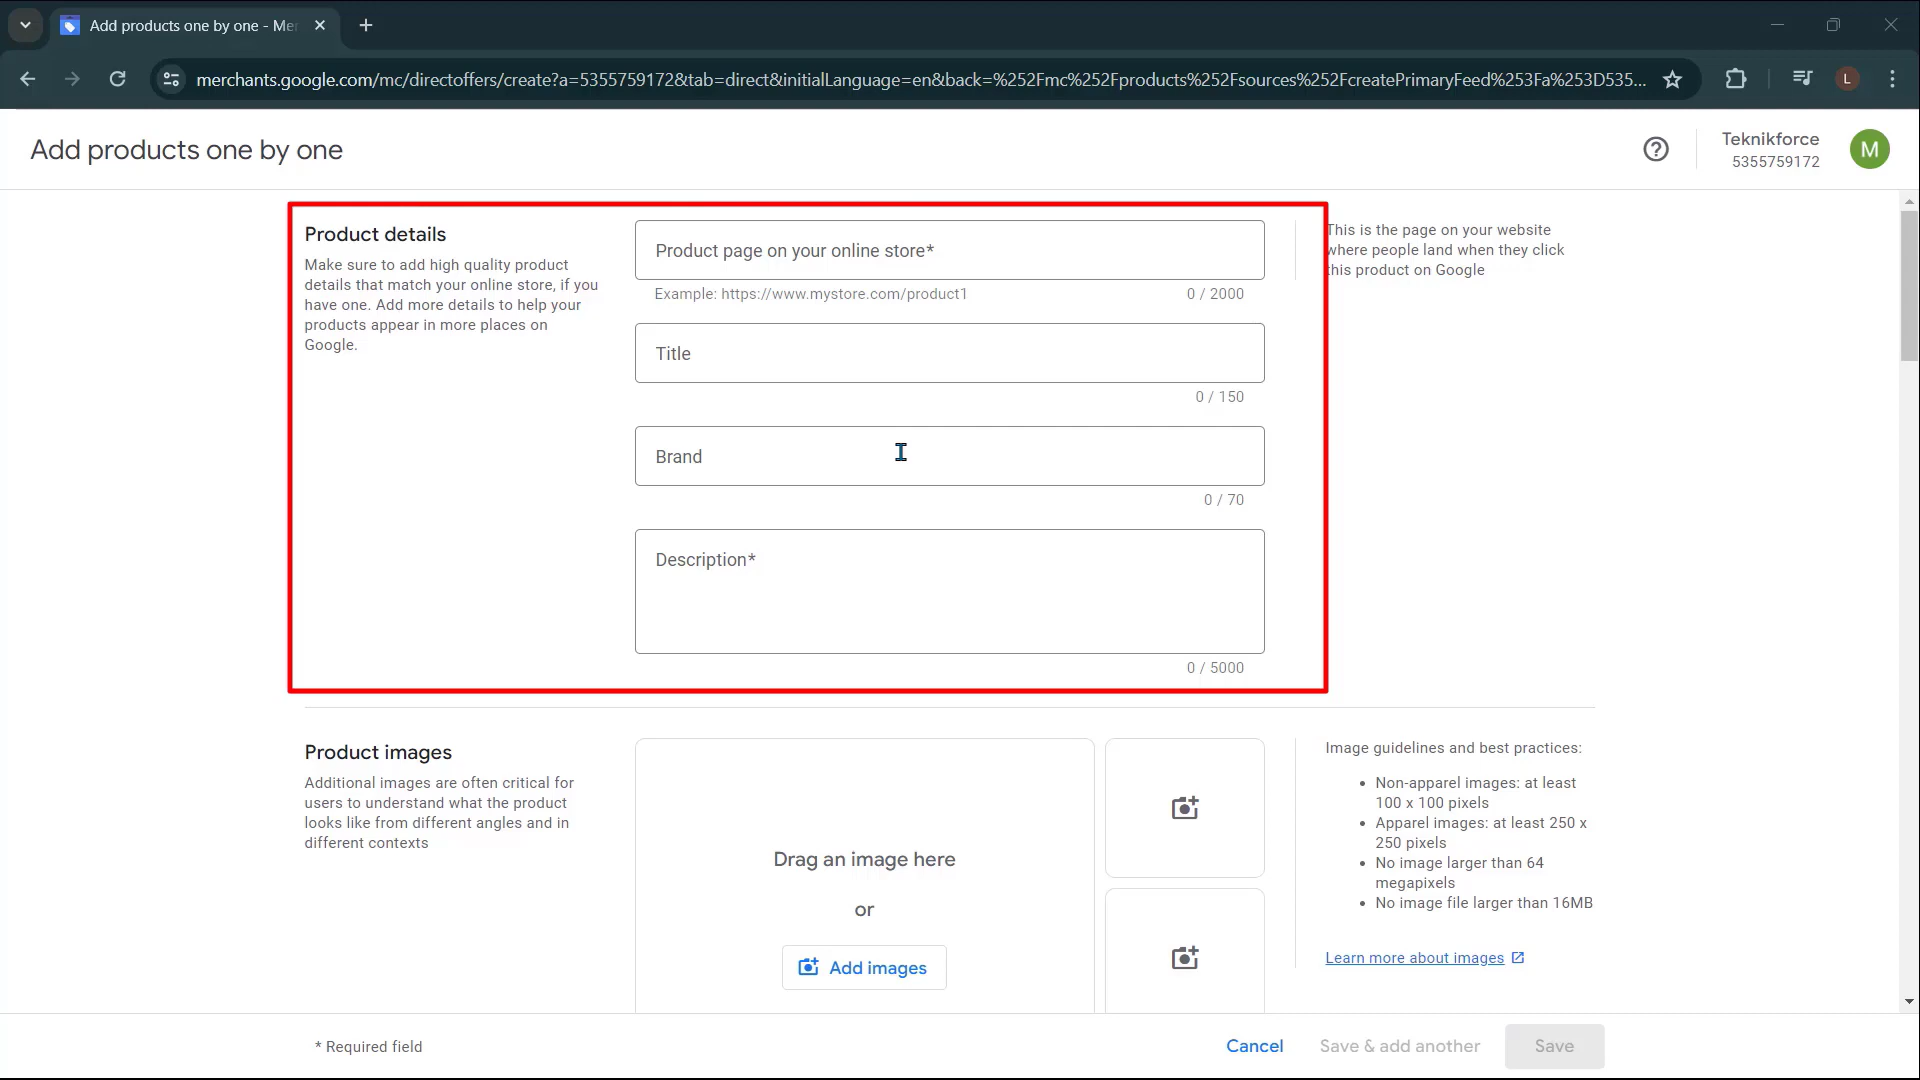 Add products one by one - Mer
merchants.google.com/mc/directoffers/create?a=5355759172&tab=direct&initialLanguage=en&back=%252Fmc%252Fproducts%252Fsources%252FcreatePrimaryFeed%253Fa%253D535...
L
Add products one by one
Teknikforce
5355759172
M
Product details
Make sure to add high quality product
details that match your online store, if you
have one. Add more details to help your
products appear in more places on
Google.
Product page on your online store*
Example: https://www.mystore.com/product1
0 / 2000
Title
0 / 150
Brand
0 / 70
Description*
0 / 5000
This is the page on your website
where people land when they click
this product on Google
Product images
Additional images are often critical for
users to understand what the product
looks like from different angles and in
different contexts
Drag an image here
or
Add images
Image guidelines and best practices:
• Non-apparel images: at least
100 x 100 pixels
• Apparel images: at least 250 x
250 pixels
• No image larger than 64
megapixels
• No image file larger than 16MB
Learn more about images
* Required field
Cancel
Save & add another
Save